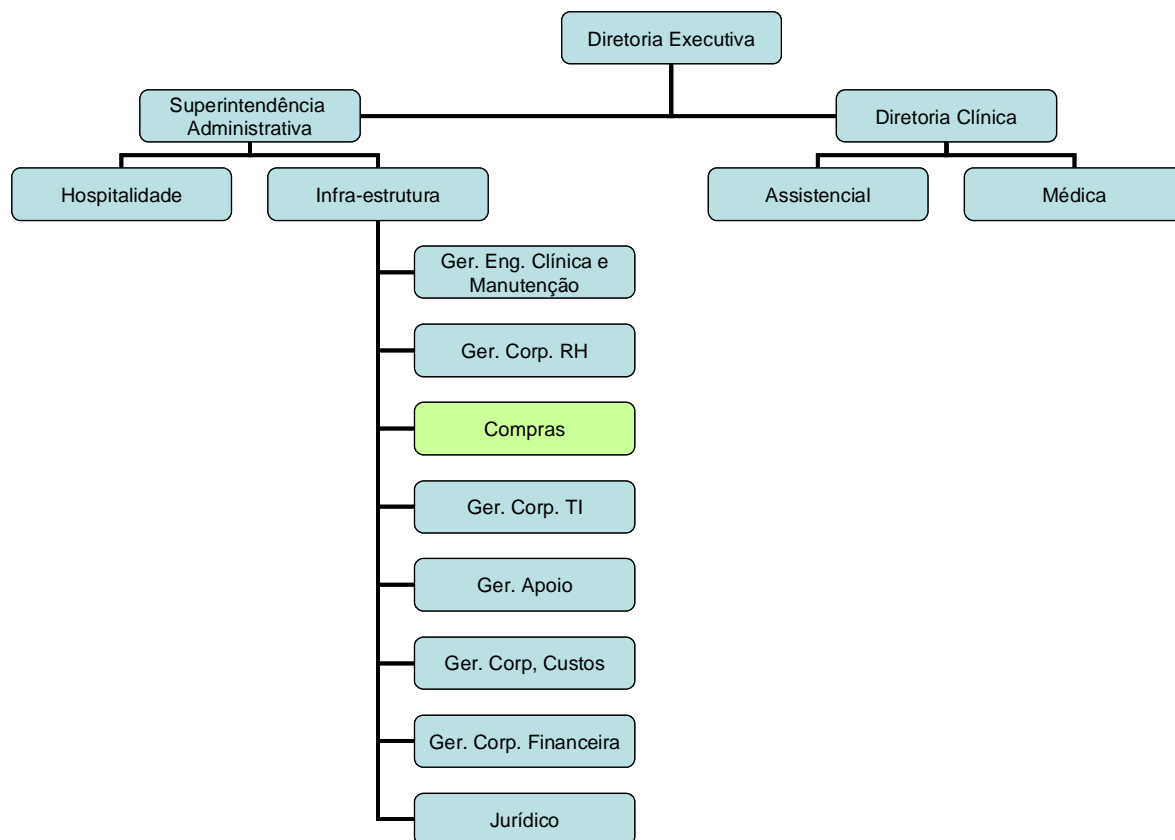 Diretoria Executiva
Superintendência
Administrativa
Diretoria Clínica
Hospitalidade
Infra-estrutura
Assistencial
Médica
Ger. Eng. Clínica e
Manutenção
Ger. Corp. RH
Compras
Ger. Corp. TI
Ger. Apoio
Ger. Corp, Custos
Ger. Corp. Financeira
Jurídico